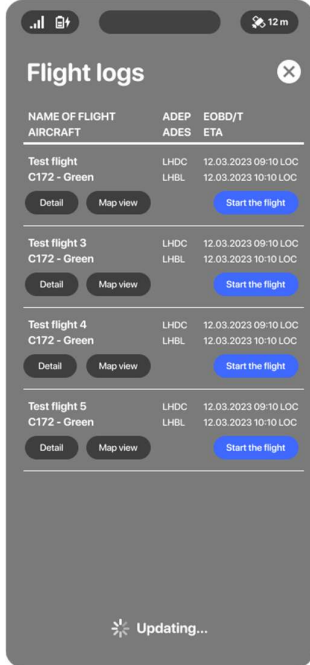 12 m
Flight logs
NAME OF FLIGHT ADEP EOBD/T
AIRCRAFT ADES ETA
Test flight LHDC 12.03.2023 09:10 LOC
C172 - Green LHBL 12.03.2023 10:10 LOC
Detail Map view Start the flight
Test flight 3 LHDC 12.03.2023 09:10 LOC
C172 - Green LHBL 12.03.2023 10:10 LOC
Detail Map view Start the flight
Test flight 4 LHDC 12.03.2023 09:10 LOC
C172 - Green LHBL 12.03.2023 10:10 LOC
Detail Map view Start the flight
Test flight 5 LHDC 12.03.2023 09:10 LOC
C172 - Green LHBL 12.03.2023 10:10 LOC
Detail Map view Start the flight
Updating...